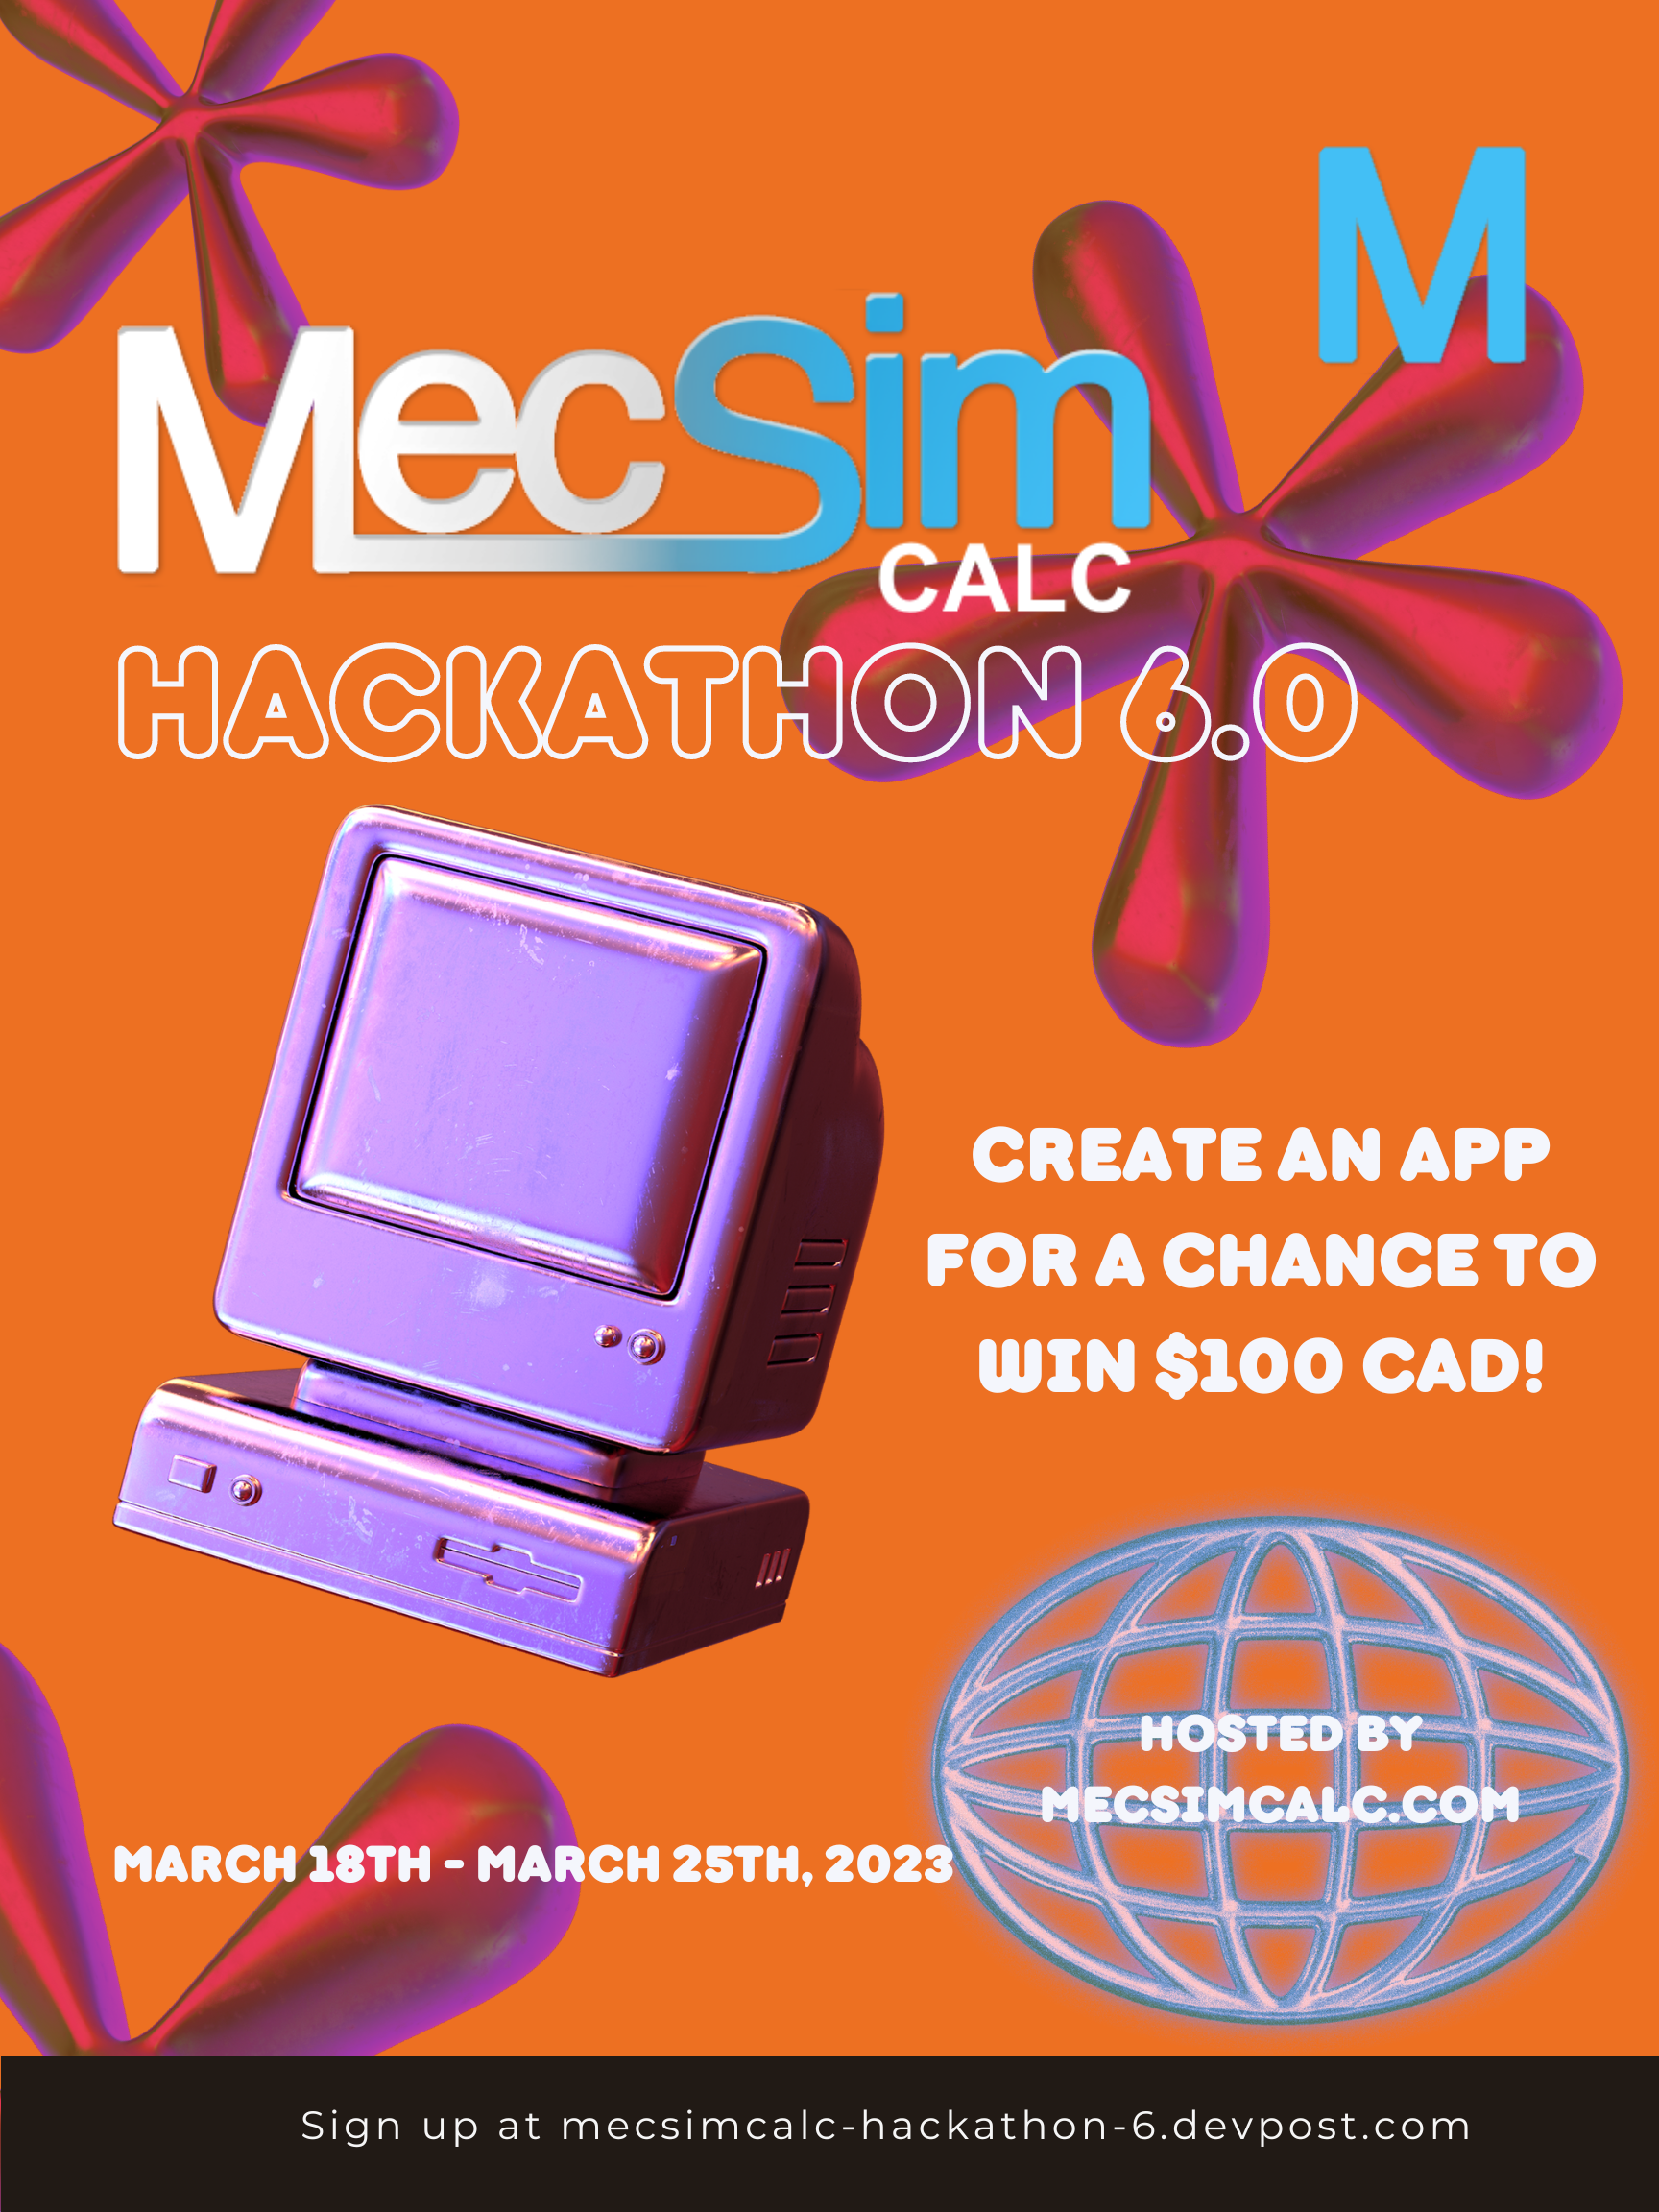 M
MecSim
CALC
HACKATHON 6.0
CREATE AN APP
FOR A CHANCE TO
WIN $100 CAD!
HOSTED BY
MECSIMCALC.COM
MARCH 18TH - MARCH 25TH, 2023
Sign up at mecsimcalc-hackathon-6.devpost.com